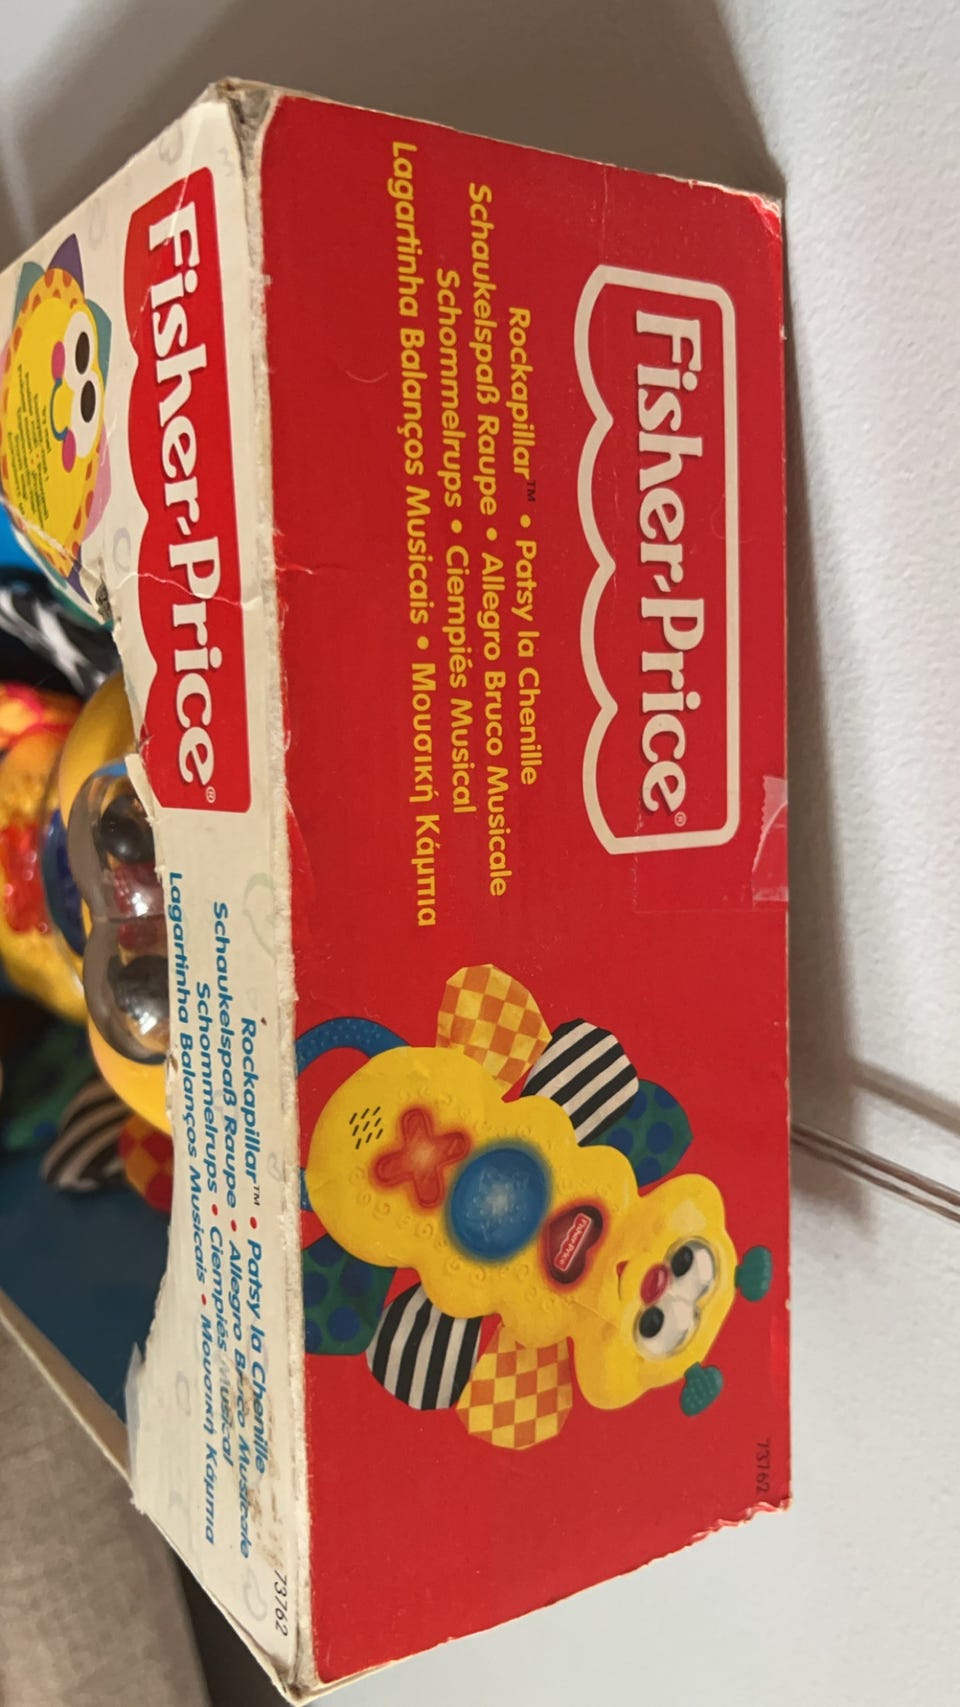 Fisher-Price®
Rockapillar™ • Patsy la Chenille
Schaukelspaß Raupe • Allegro Bruco Musicale
Schommelrups • Ciempiés Musical
Lagartinha Balanços Musicais • Μουσική Κάμπια
Fisher-Price
73762
Fisher-Price®
Rockapillar™ • Patsy la Chenille
Schaukelspaß Raupe • Allegro Bruco Musicale
Schommelrups • Ciempiés Musical
Lagartinha Balanços Musicais • Μουσική Κάμπια
73762